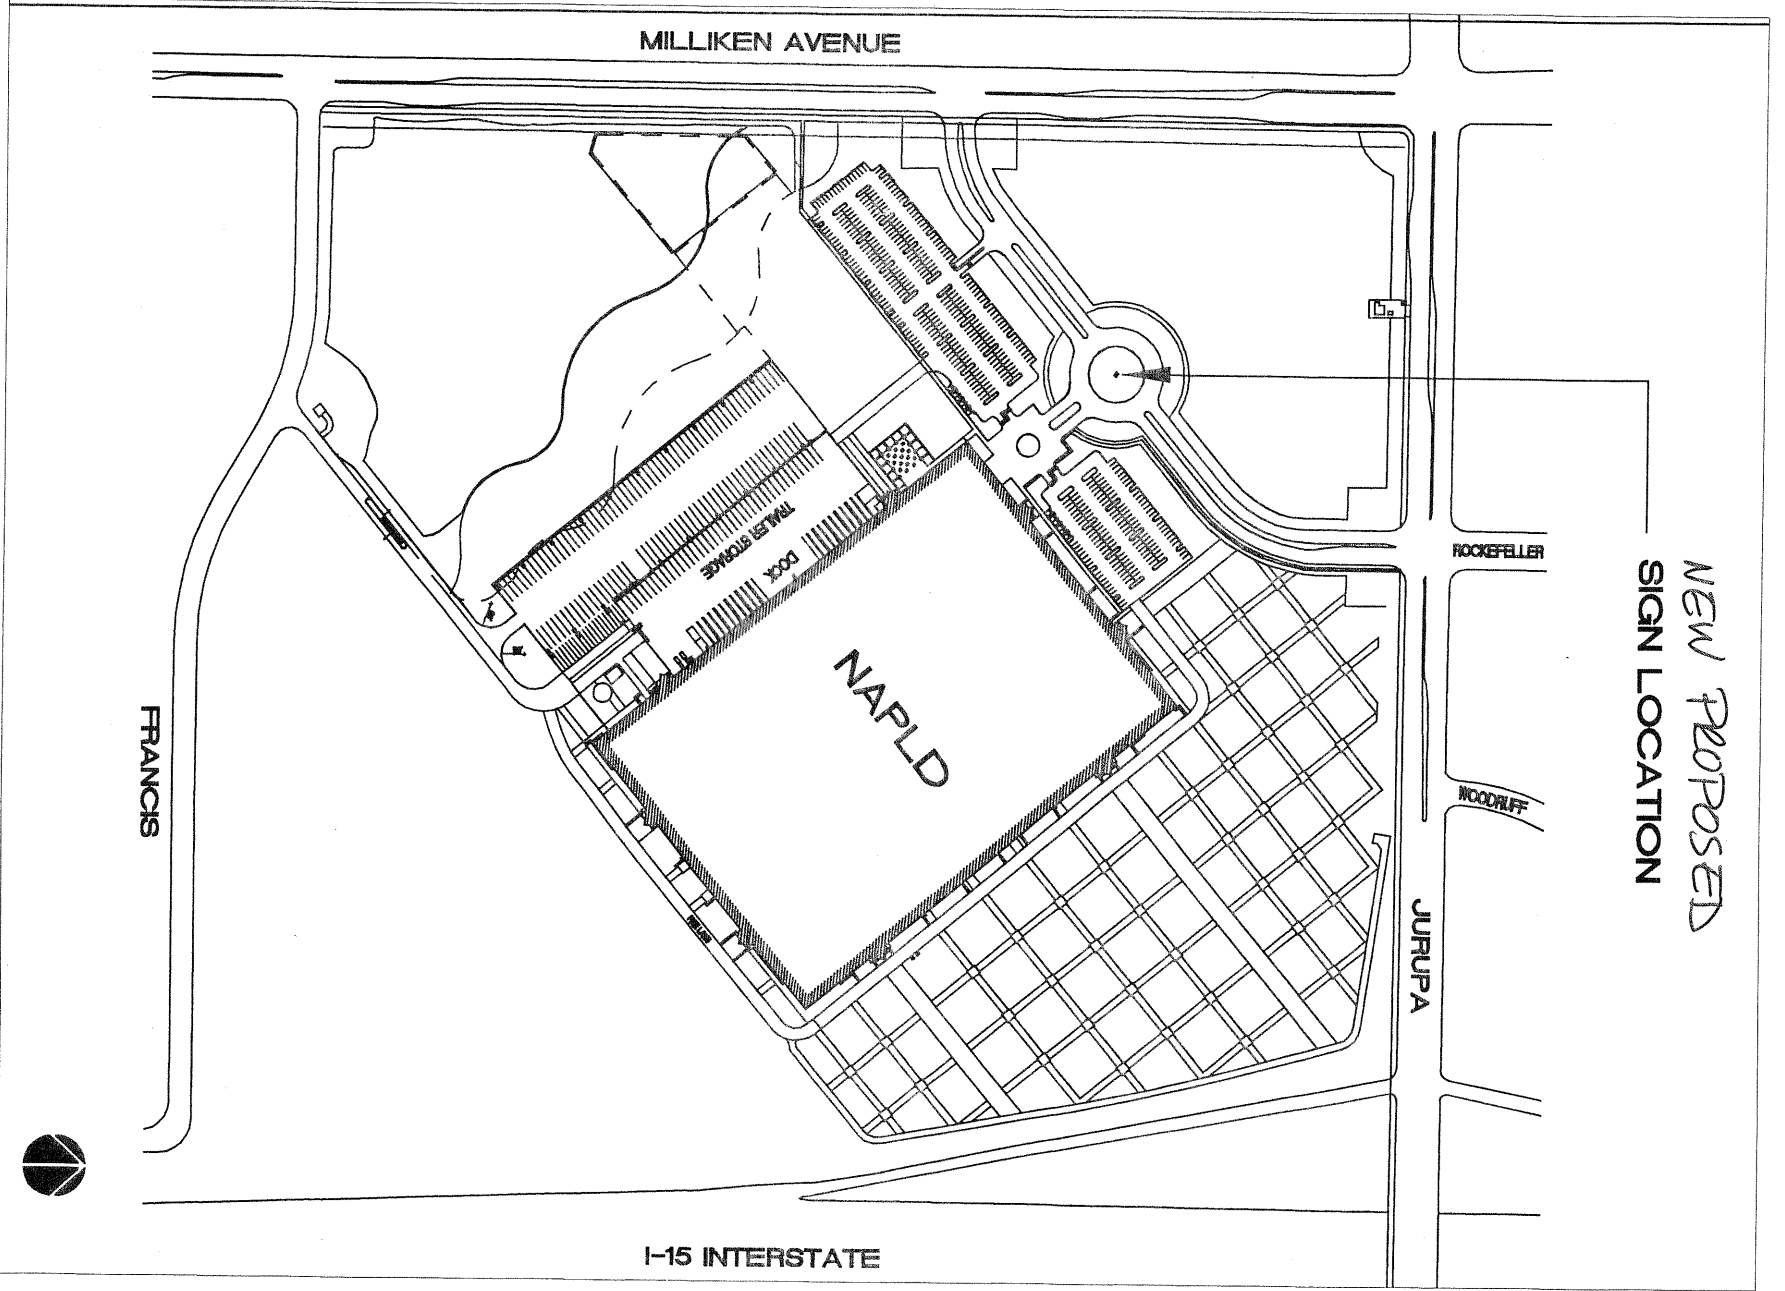 MILLIKEN AVENUE
ROCKEFELLER
NEW PROPOSED
SIGN LOCATION
TRAILER STORAGE
DOCK
NAPLD
WOODRUFF
FRANCIS
JURUPA
I-15 INTERSTATE